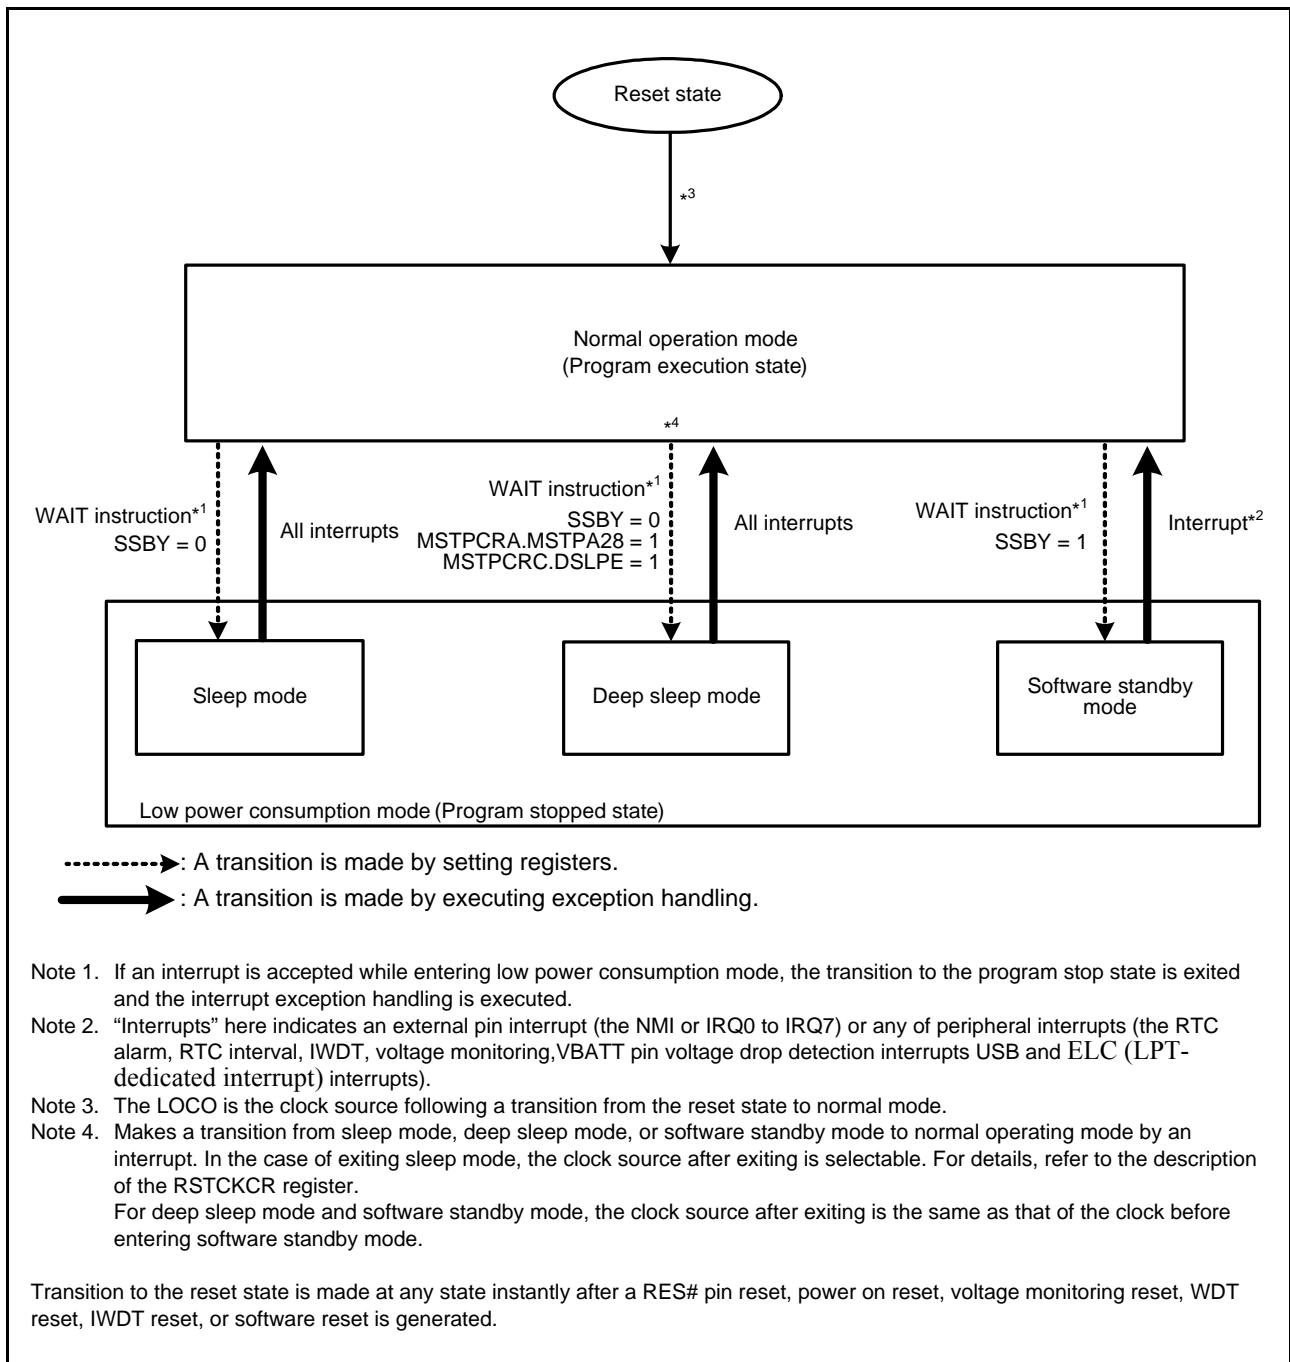 Reset state
*3
Normal operation mode
(Program execution state)
*4
WAIT instruction*1
SSBY = 0
All interrupts
WAIT instruction*1
SSBY = 0
MSTPCRA.MSTPA28 = 1
MSTPCRC.DSLPE = 1
All interrupts
WAIT instruction*1
SSBY = 1
Interrupt*2
Sleep mode
Deep sleep mode
Software standby
mode
Low power consumption mode (Program stopped state)
: A transition is made by setting registers.
: A transition is made by executing exception handling.
Note 1. If an interrupt is accepted while entering low power consumption mode, the transition to the program stop state is exited
and the interrupt exception handling is executed.
Note 2. “Interrupts” here indicates an external pin interrupt (the NMI or IRQ0 to IRQ7) or any of peripheral interrupts (the RTC
alarm, RTC interval, IWDT, voltage monitoring,VBATT pin voltage drop detection interrupts USB and ELC (LPT-
dedicated interrupt) interrupts).
Note 3. The LOCO is the clock source following a transition from the reset state to normal mode.
Note 4. Makes a transition from sleep mode, deep sleep mode, or software standby mode to normal operating mode by an
interrupt. In the case of exiting sleep mode, the clock source after exiting is selectable. For details, refer to the description
of the RSTCKCR register.
For deep sleep mode and software standby mode, the clock source after exiting is the same as that of the clock before
entering software standby mode.
Transition to the reset state is made at any state instantly after a RES# pin reset, power on reset, voltage monitoring reset, WDT
reset, IWDT reset, or software reset is generated.